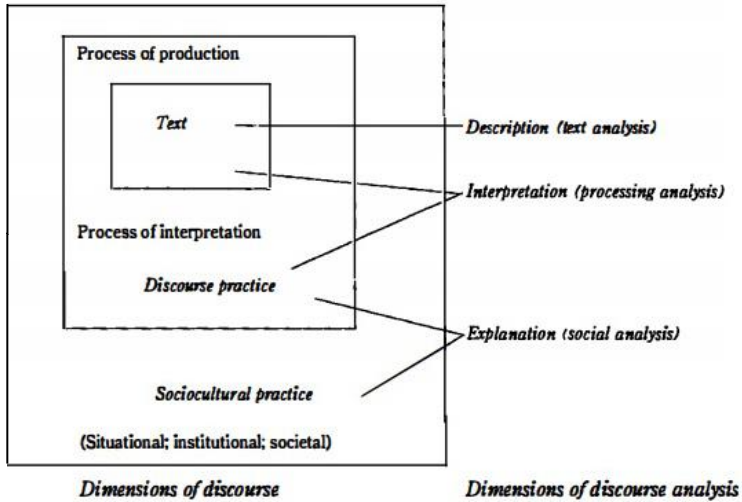 Process of production
Text
Description (text analysis)
Interpretation (processing analysis)
Process of interpretation
Discourse practice
Explanation (social analysis)
Sociocultural practice
(Situational; institutional; societal)
Dimensions of discourse
Dimensions of discourse analysis